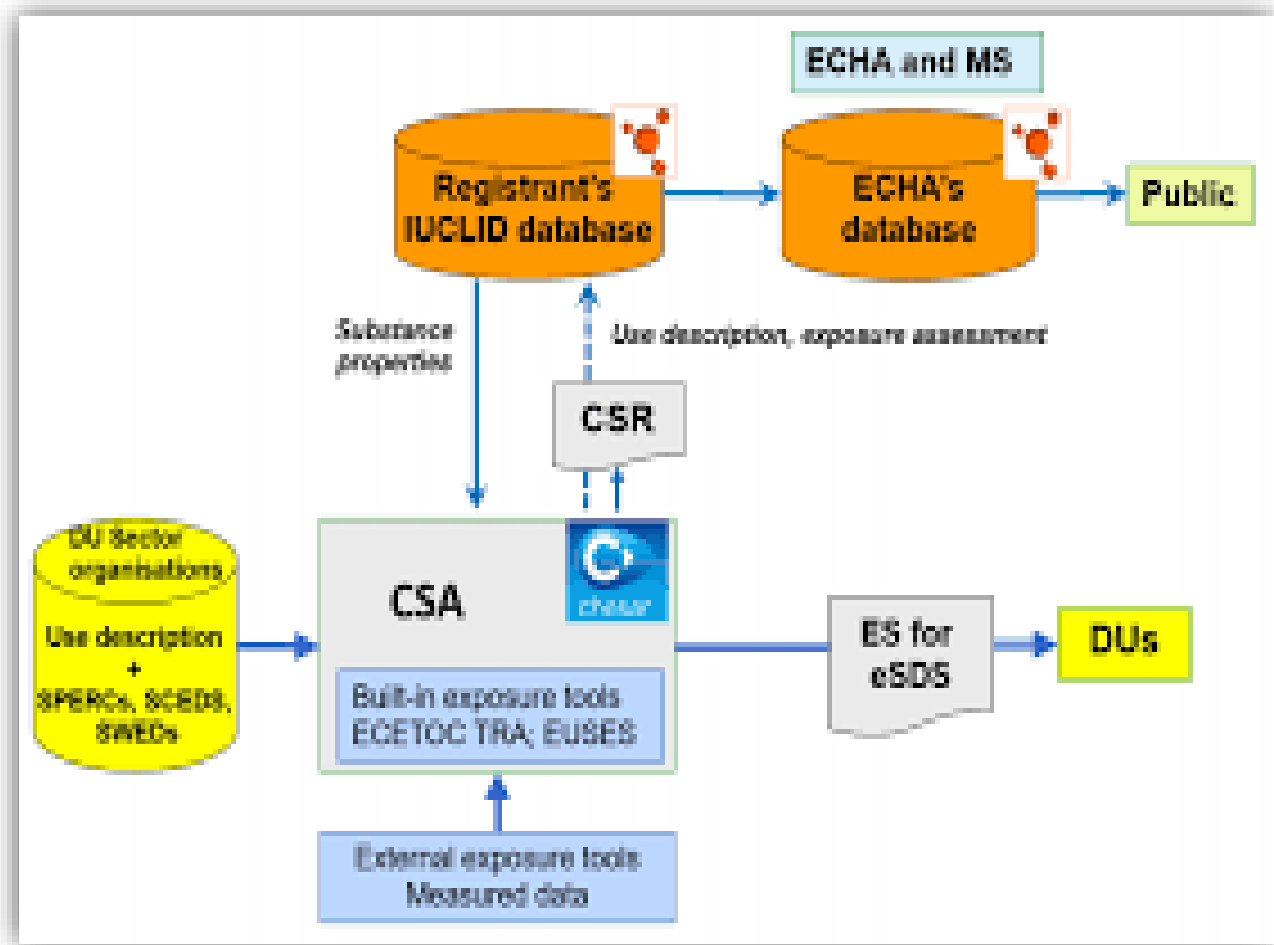 ECHA and MS
Registrant's
IUCLID database
ECHA's
database
Public
Substance
properties
Use description, exposure assessment
CSR
DU Sector
organisations
Use description
+
SPERCs, SCEDS,
SWEDs
CSA
chesar
Built-in exposure tools
ECETOC TRA; EUSES
ES for
eSDS
DUs
External exposure tools
Measured data